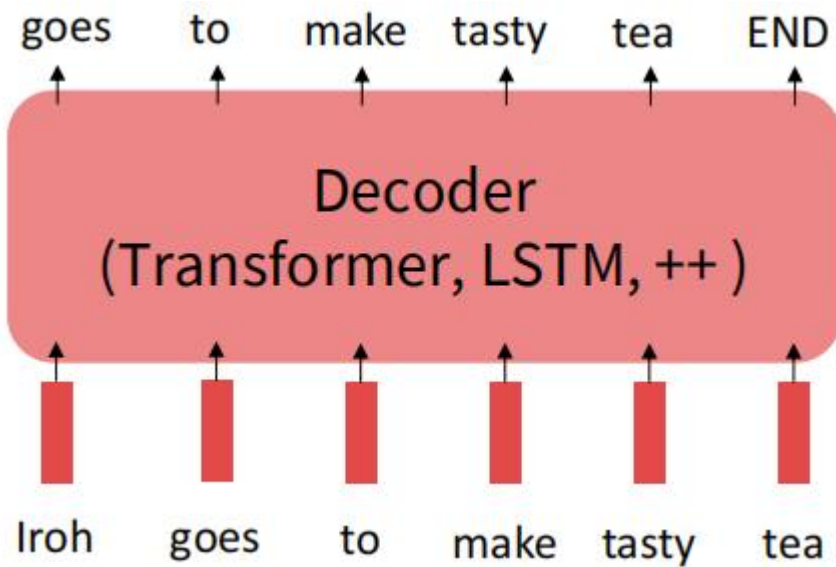 goes to make tasty tea END
Decoder
(Transformer, LSTM, ++ )
Iroh goes to make tasty tea